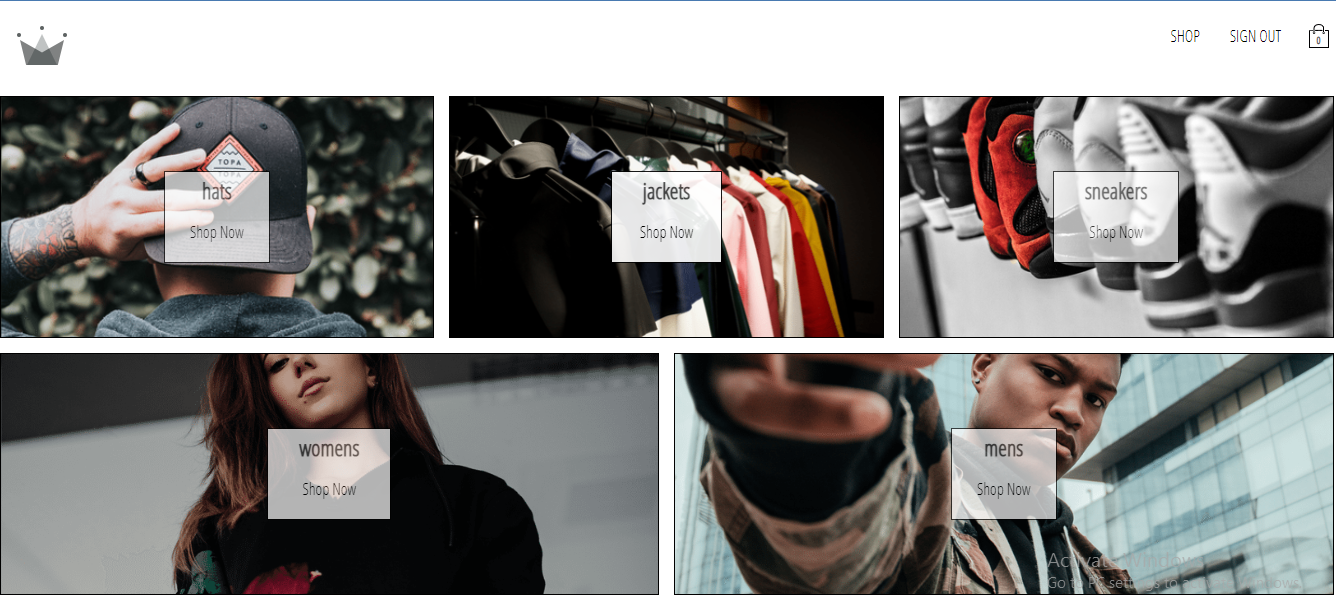 SHOP
SIGN OUT
0
TOPA
TOPA
hats
Shop Now
jackets
Shop Now
sneakers
Shop Now
womens
Shop Now
mens
Shop Now
Activate Windows
Go to PC settings to activate Windows.